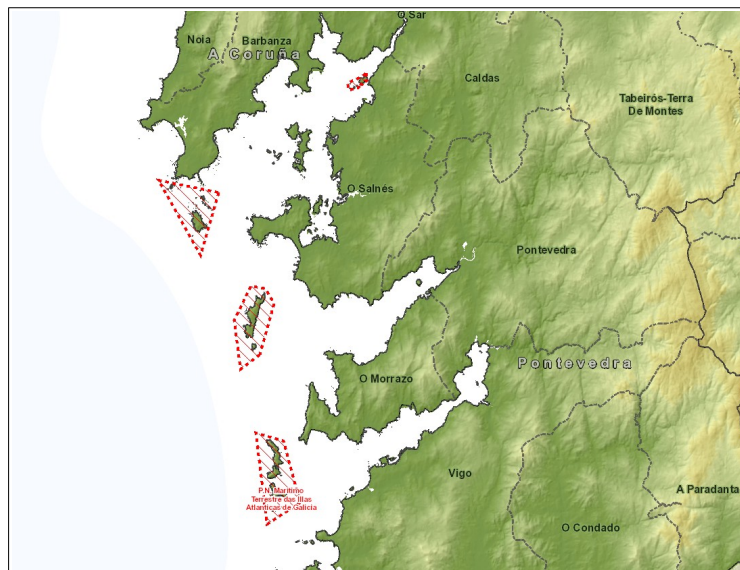 O Sar
Noia
Barbanza
A Coruña
Caldas
Tabeirós-Terra
De Montes
O Salnés
Pontevedra
O Morrazo
Pontevedra
Vigo
P.N. Marítimo
Terrestre das Illas
Atlánticas de Galicia
A Paradanta
O Condado